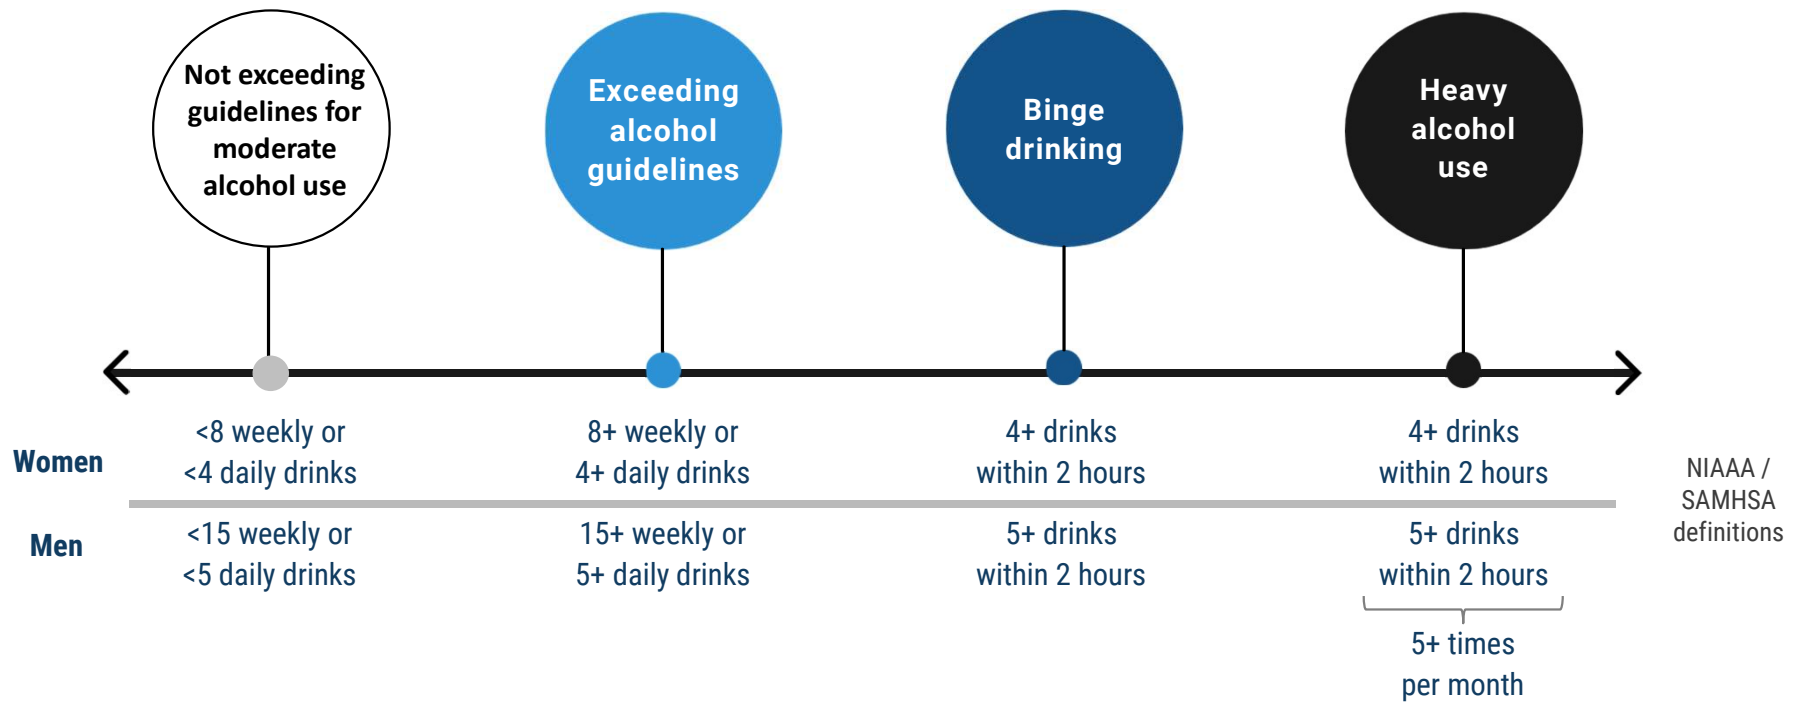 Not exceeding
guidelines for
moderate
alcohol use
Exceeding
alcohol
guidelines
Binge
drinking
Heavy
alcohol
use
Women
<8 weekly or
<4 daily drinks
8+ weekly or
4+ daily drinks
4+ drinks
within 2 hours
4+ drinks
within 2 hours
Men
<15 weekly or
<5 daily drinks
15+ weekly or
5+ daily drinks
5+ drinks
within 2 hours
5+ drinks
within 2 hours
5+ times
per month
NIAAA /
SAMHSA
definitions